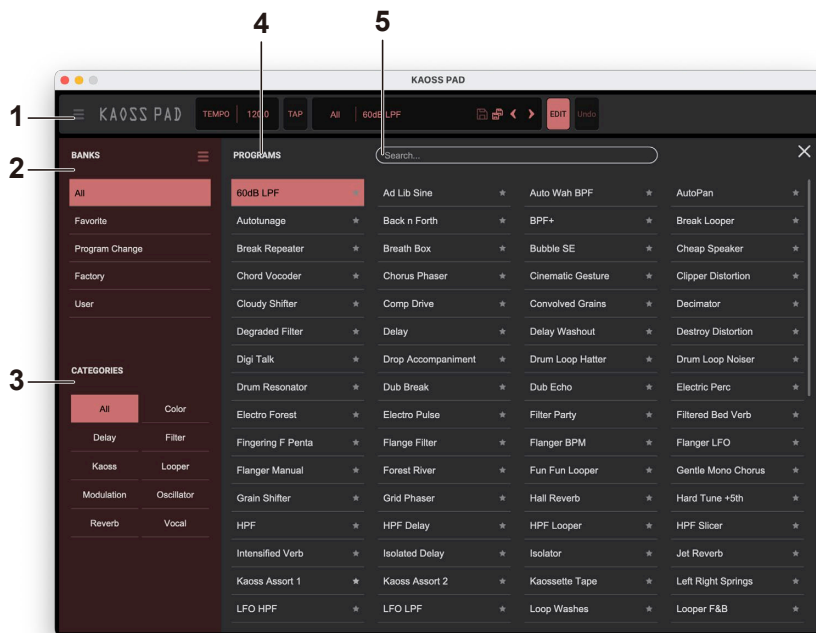 4 5
KAOSS PAD
1
KAOSS PAD TEMPO 120.0 TAP All 60dB LPF EDIT Undo
BANKS PROGRAMS Search...
2
All 60dB LPF Ad Lib Sine Auto Wah BPF AutoPan
Favorite Autotunage Back n Forth BPF+ Break Looper
Program Change Break Repeater Breath Box Bubble SE Cheap Speaker
Factory Chord Vocoder Chorus Phaser Cinematic Gesture Clipper Distortion
User Cloudy Shifter Comp Drive Convolved Grains Decimator
Degraded Filter Delay Delay Washout Destroy Distortion
Digi Talk Drop Accompaniment Drum Loop Hatter Drum Loop Noiser
3 CATEGORIES
Drum Resonator Dub Break Dub Echo Electric Perc
All Color Electro Forest Electro Pulse Filter Party Filtered Bed Verb
Delay Filter Fingering F Penta Flange Filter Flanger BPM Flanger LFO
Kaoss Looper Flanger Manual Forest River Fun Fun Looper Gentle Mono Chorus
Modulation Oscillator Grain Shifter Grid Phaser Hall Reverb Hard Tune +5th
Reverb Vocal HPF HPF Delay HPF Looper HPF Slicer
Intensified Verb Isolated Delay Isolator Jet Reverb
Kaoss Assort 1 Kaoss Assort 2 Kaossette Tape Left Right Springs
LFO HPF LFO LPF Loop Washes Looper F&B